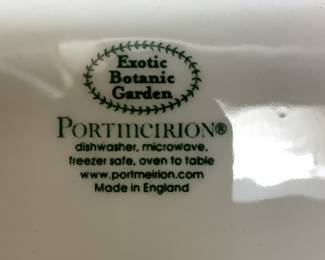 Exotic
Botanic
Garden
PORTMEIRION®
dishwasher, microwave,
freezer safe, oven to table
www.portmeirion.com
Made in England